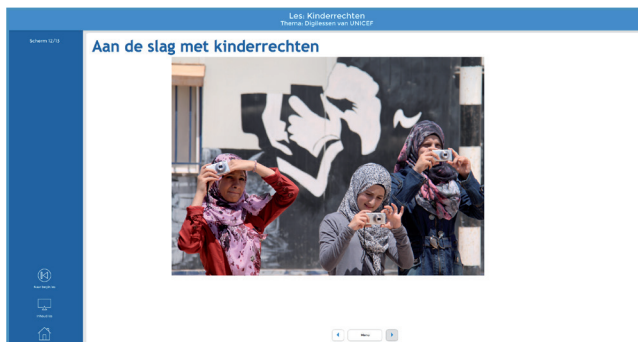 Les: Kinderrechten
Thema: Digilessen van UNICEF
Scherm 12/13
Aan de slag met kinderrechten
Menu